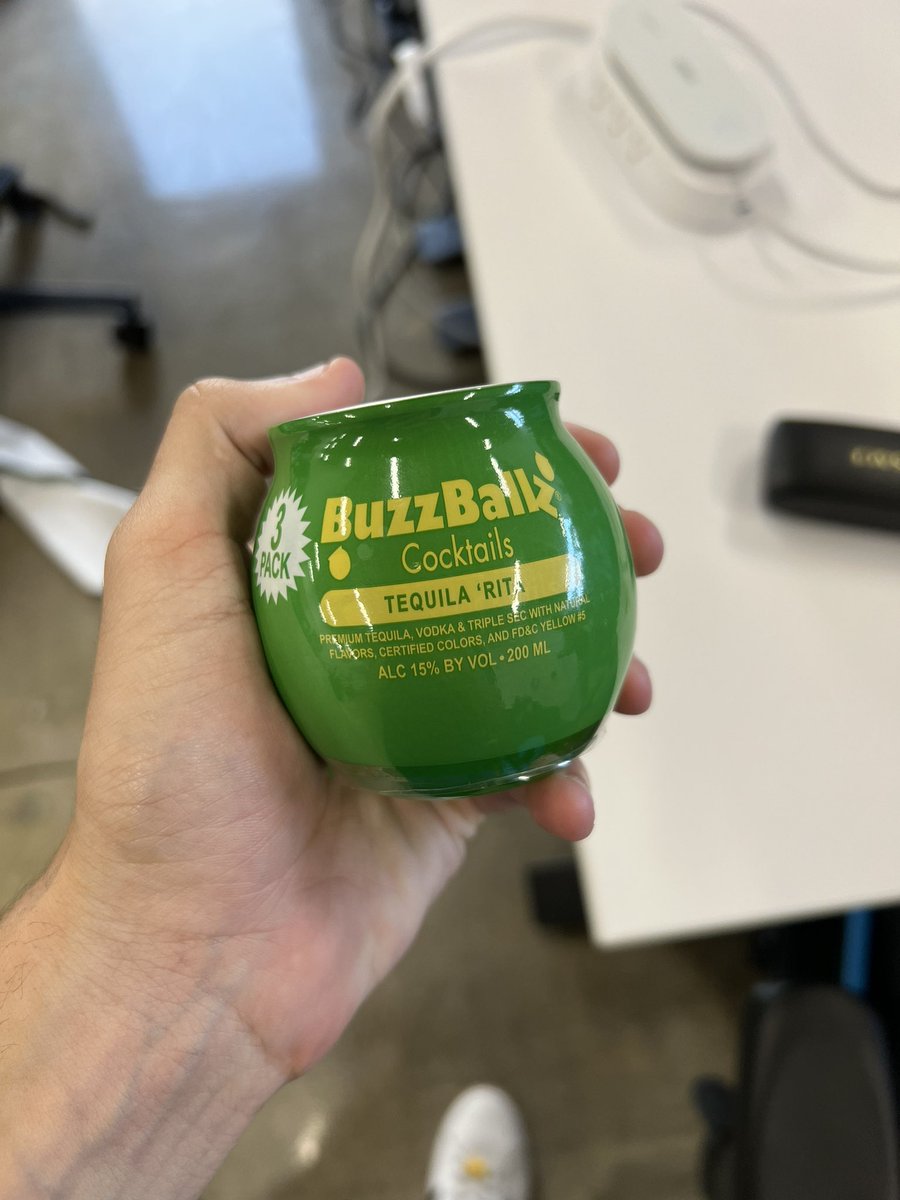 3
PACK
BuzzBallz
Cocktails
TEQUILA 'RITA
PREMIUM TEQUILA, VODKA & TRIPLE SEC WITH NATURAL
FLAVORS, CERTIFIED COLORS, AND FD&C YELLOW #5
ALC 15% BY VOL • 200 ML